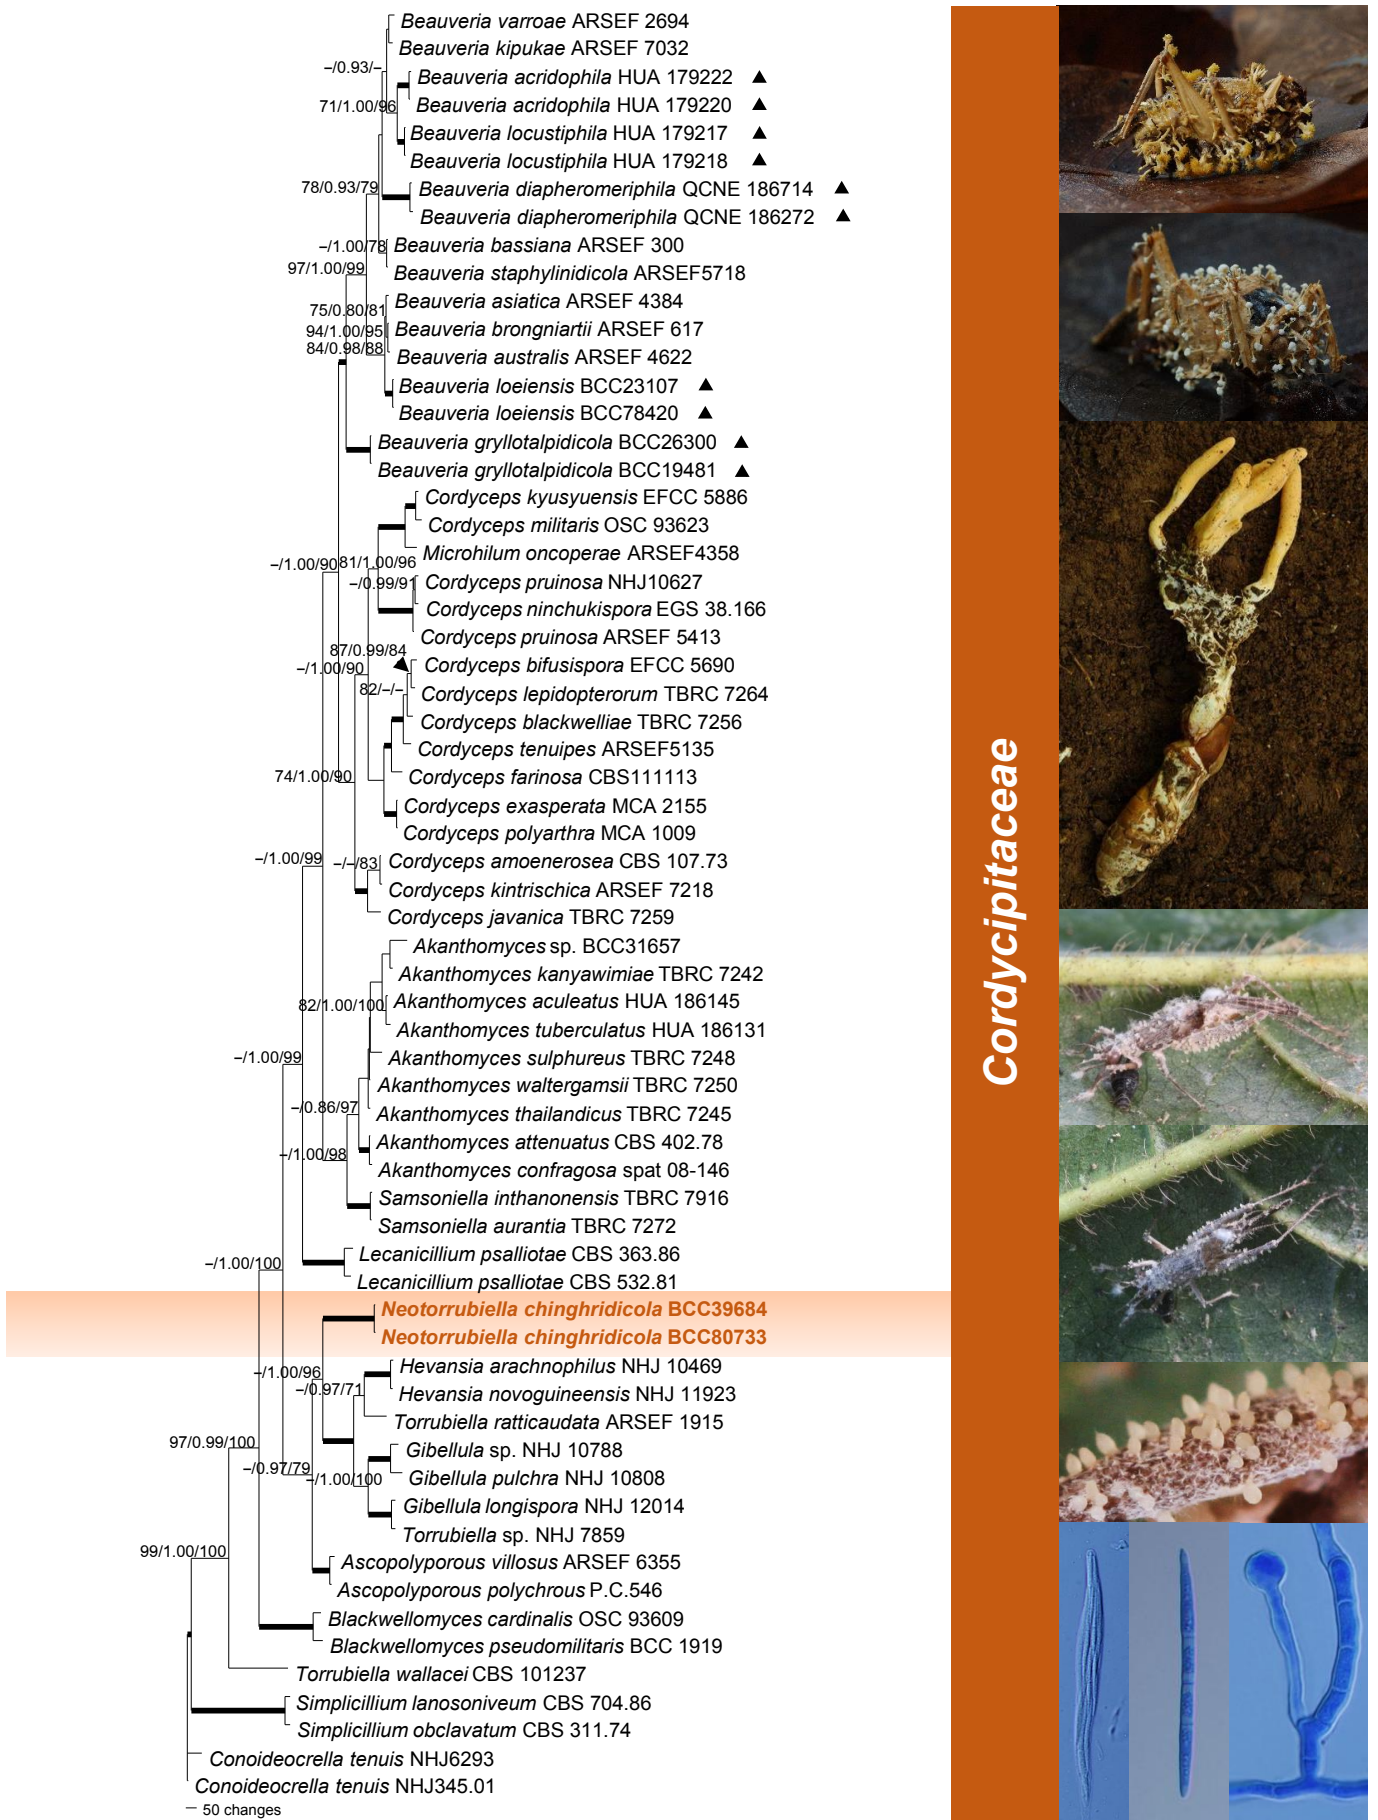 Beauveria varroae ARSEF 2694
Beauveria kipukae ARSEF 7032
–/0.93/–
Beauveria acridophila HUA 179222 ▲
71/1.00/96
Beauveria acridophila HUA 179220 ▲
Beauveria locustiphila HUA 179217 ▲
Beauveria locustiphila HUA 179218 ▲
78/0.93/79
Beauveria diapheromeriphila QCNE 186714 ▲
Beauveria diapheromeriphila QCNE 186272 ▲
–/1.00/78
Beauveria bassiana ARSEF 300
97/1.00/99
Beauveria staphylinidicola ARSEF5718
75/0.80/81
Beauveria asiatica ARSEF 4384
94/1.00/95
Beauveria brongniartii ARSEF 617
84/0.98/88
Beauveria australis ARSEF 4622
Beauveria loeiensis BCC23107 ▲
Beauveria loeiensis BCC78420 ▲
Beauveria gryllotalpidicola BCC26300 ▲
Beauveria gryllotalpidicola BCC19481 ▲
Cordyceps kyusyuensis EFCC 5886
Cordyceps militaris OSC 93623
Microhilum oncoperae ARSEF4358
–/1.00/90
81/1.00/96
–/0.99/91
Cordyceps pruinosa NHJ10627
Cordyceps ninchukispora EGS 38.166
Cordyceps pruinosa ARSEF 5413
87/0.99/84
–/1.00/90
Cordyceps bifusispora EFCC 5690
82/–/–
Cordyceps lepidopterorum TBRC 7264
Cordyceps blackwelliae TBRC 7256
Cordyceps tenuipes ARSEF5135
74/1.00/90
Cordyceps farinosa CBS111113
Cordyceps exasperata MCA 2155
Cordyceps polyarthra MCA 1009
–/1.00/99
–/–/83
Cordyceps amoenerosea CBS 107.73
Cordyceps kintrischica ARSEF 7218
Cordyceps javanica TBRC 7259
Akanthomyces sp. BCC31657
Akanthomyces kanyawimiae TBRC 7242
82/1.00/100
Akanthomyces aculeatus HUA 186145
Akanthomyces tuberculatus HUA 186131
–/1.00/99
Akanthomyces sulphureus TBRC 7248
Akanthomyces waltergamsii TBRC 7250
–/0.86/97
Akanthomyces thailandicus TBRC 7245
Akanthomyces attenuatus CBS 402.78
–/1.00/98
Akanthomyces confragosa spat 08-146
Samsoniella inthanonensis TBRC 7916
Samsoniella aurantia TBRC 7272
–/1.00/100
Lecanicillium psalliotae CBS 363.86
Lecanicillium psalliotae CBS 532.81
Neotorrubiella chinghridicola BCC39684
Neotorrubiella chinghridicola BCC80733
–/1.00/96
Hevansia arachnophilus NHJ 10469
–/0.97/71
Hevansia novoguineensis NHJ 11923
Torrubiella ratticaudata ARSEF 1915
97/0.99/100
Gibellula sp. NHJ 10788
–/0.97/79
–/1.00/100
Gibellula pulchra NHJ 10808
Gibellula longispora NHJ 12014
Torrubiella sp. NHJ 7859
99/1.00/100
Ascopolyporous villosus ARSEF 6355
Ascopolyporous polychrous P.C.546
Blackwellomyces cardinalis OSC 93609
Blackwellomyces pseudomilitaris BCC 1919
Torrubiella wallacei CBS 101237
Simplicillium lanosoniveum CBS 704.86
Simplicillium obclavatum CBS 311.74
Conoideocrella tenuis NHJ6293
Conoideocrella tenuis NHJ345.01
50 changes
Cordycipitaceae